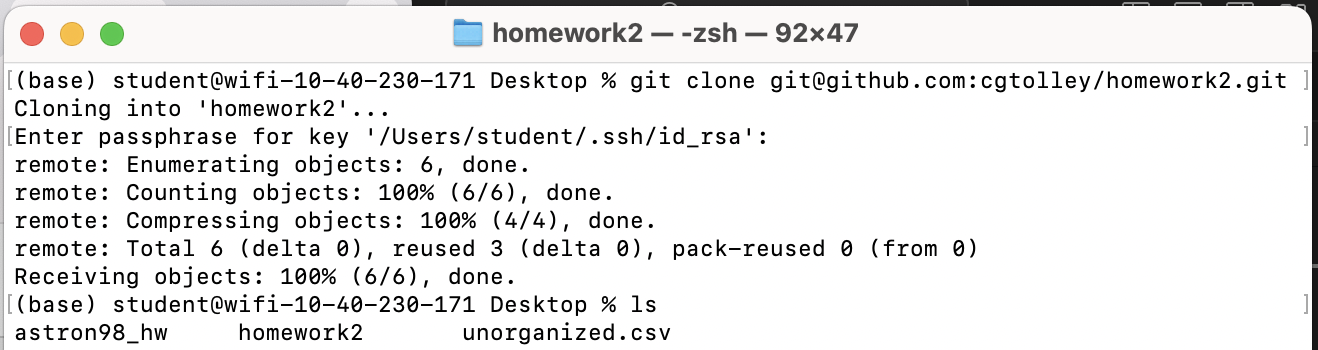 homework2 — -zsh — 92×47
[(base) student@wifi-10-40-230-171 Desktop % git clone git@github.com:cgtolley/homework2.git ]
Cloning into 'homework2'...
[Enter passphrase for key '/Users/student/.ssh/id_rsa': ]
remote: Enumerating objects: 6, done.
remote: Counting objects: 100% (6/6), done.
remote: Compressing objects: 100% (4/4), done.
remote: Total 6 (delta 0), reused 3 (delta 0), pack-reused 0 (from 0)
Receiving objects: 100% (6/6), done.
[(base) student@wifi-10-40-230-171 Desktop % ls ]
astron98_hw     homework2       unorganized.csv